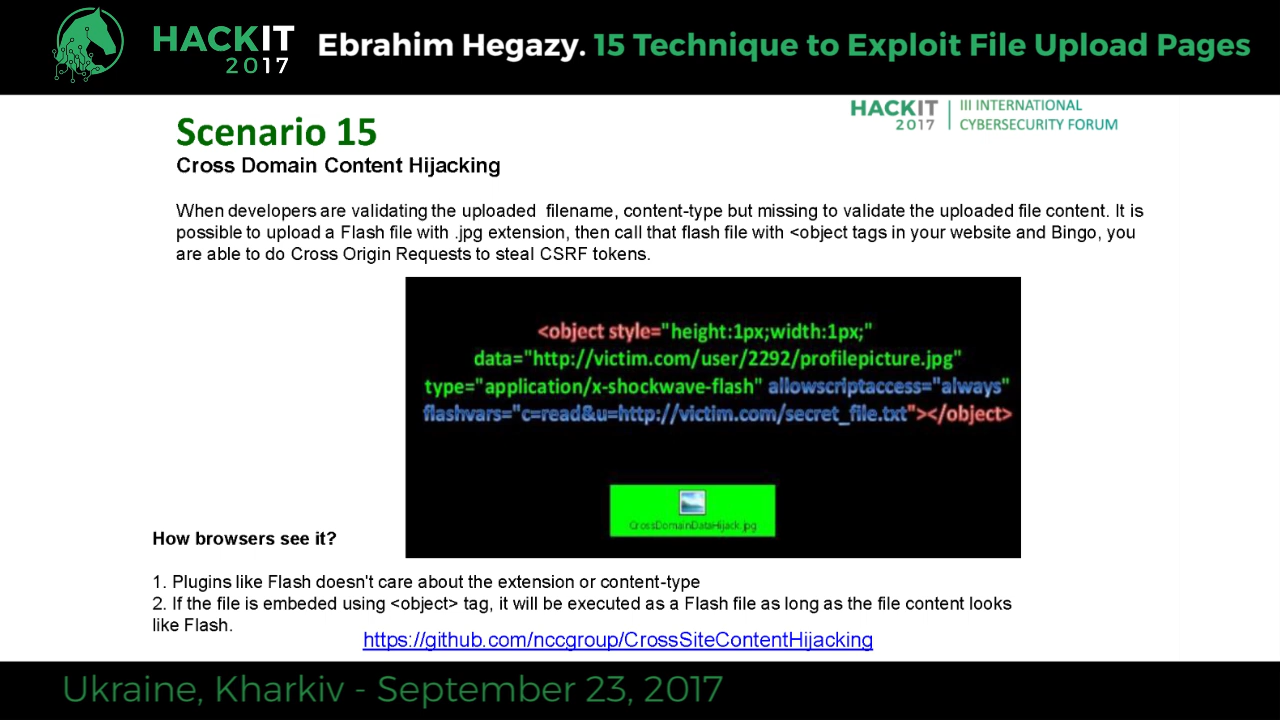 HACKIT
2017
Ebrahim Hegazy. 15 Technique to Exploit File Upload Pages
HACKIT
2017
III INTERNATIONAL
CYBERSECURITY FORUM
Scenario 15
Cross Domain Content Hijacking
When developers are validating the uploaded filename, content-type but missing to validate the uploaded file content. It is
possible to upload a Flash file with .jpg extension, then call that flash file with <object tags in your website and Bingo, you
are able to do Cross Origin Requests to steal CSRF tokens.
<object style="height:1px;width:1px;"
data="http://victim.com/user/2292/profilepicture.jpg"
type="application/x-shockwave-flash" allowscriptaccess="always"
flashvars="c=read&u=http://victim.com/secret_file.txt"></object>
CrossDomainDataHijack.jpg
How browsers see it?
1. Plugins like Flash doesn't care about the extension or content-type
2. If the file is embeded using <object> tag, it will be executed as a Flash file as long as the file content looks
like Flash.
https://github.com/nccgroup/CrossSiteContentHijacking
Ukraine, Kharkiv - September 23, 2017